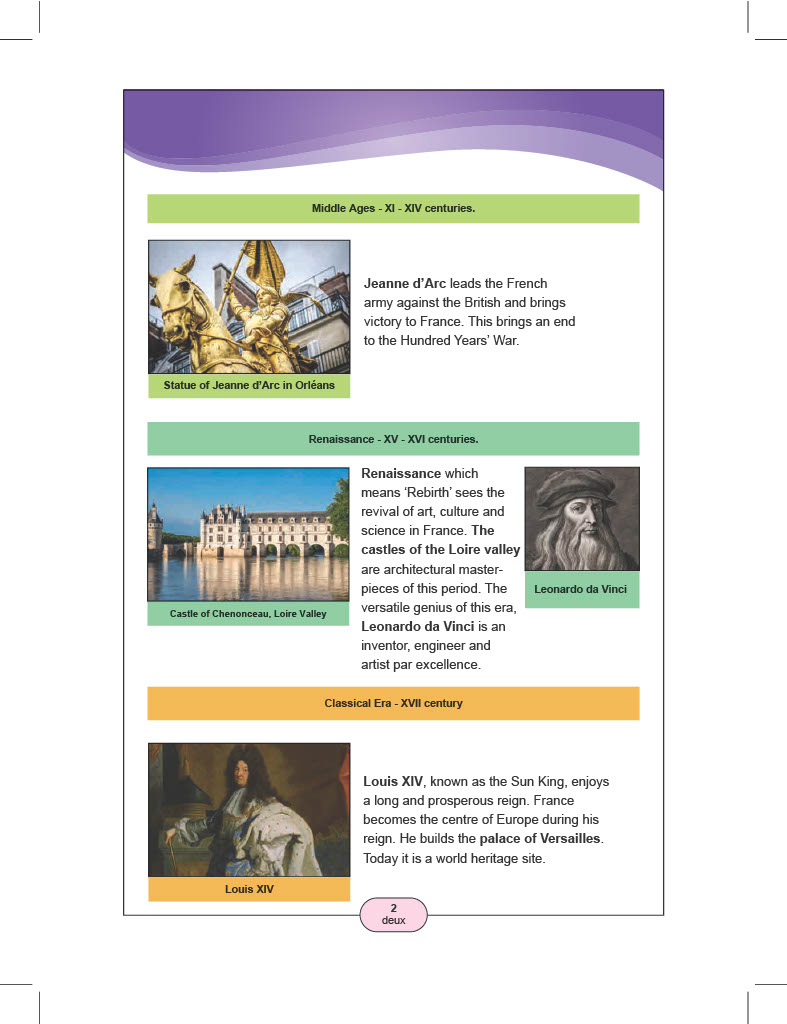 Middle Ages - XI - XIV centuries.
Jeanne d’Arc leads the French
army against the British and brings
victory to France. This brings an end
to the Hundred Years’ War.
Statue of Jeanne d’Arc in Orléans
Renaissance - XV - XVI centuries.
Castle of Chenonceau, Loire Valley
Renaissance which
means ‘Rebirth’ sees the
revival of art, culture and
science in France. The
castles of the Loire valley
are architectural master-
pieces of this period. The
versatile genius of this era,
Leonardo da Vinci is an
inventor, engineer and
artist par excellence.
Leonardo da Vinci
Classical Era - XVII century
Louis XIV, known as the Sun King, enjoys
a long and prosperous reign. France
becomes the centre of Europe during his
reign. He builds the palace of Versailles.
Today it is a world heritage site.
Louis XIV
2
deux